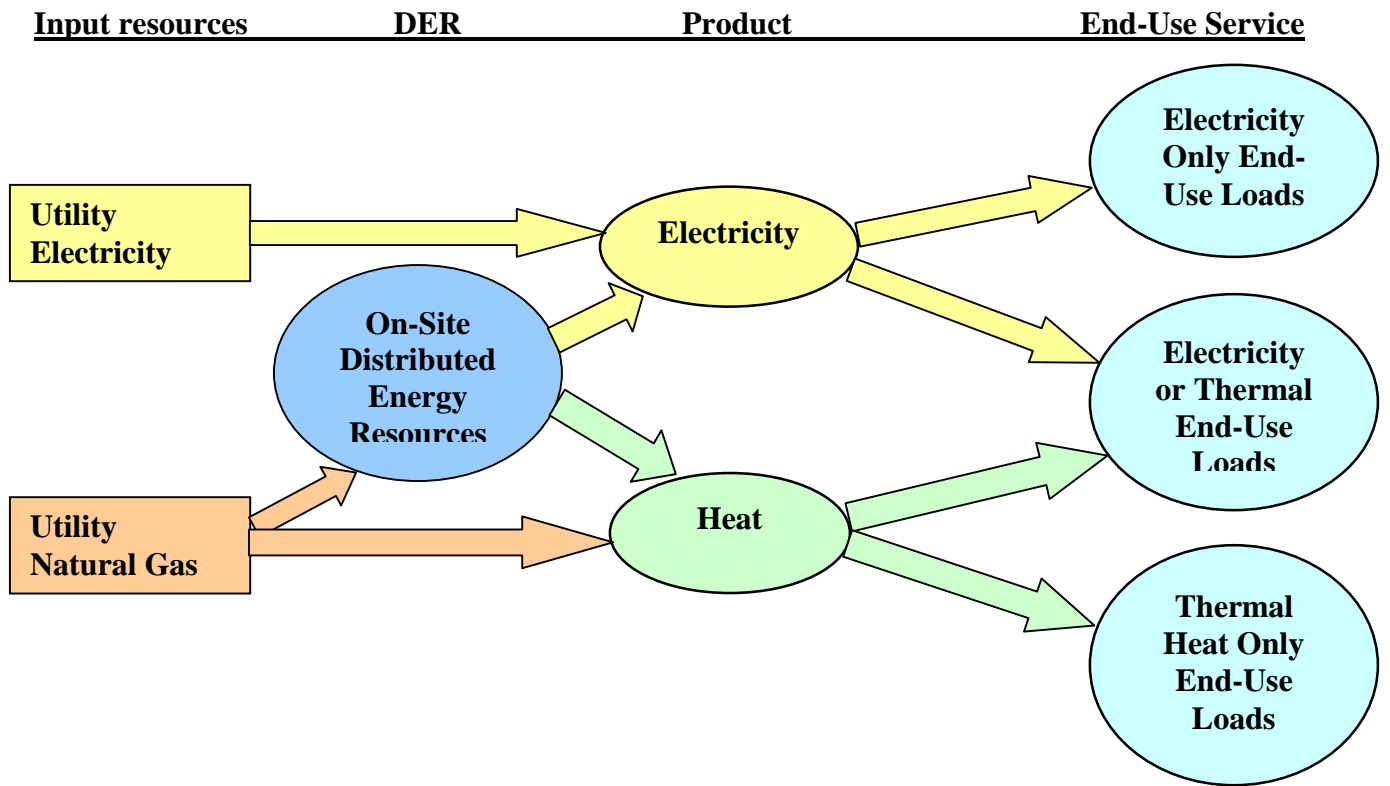 Input resources DER Product End-Use Service
Electricity
Only End-
Use Loads
Utility
Electricity
Electricity
On-Site
Distributed
Energy
Resources
Electricity
or Thermal
End-Use
Loads
Utility
Natural Gas
Heat
Thermal
Heat Only
End-Use
Loads